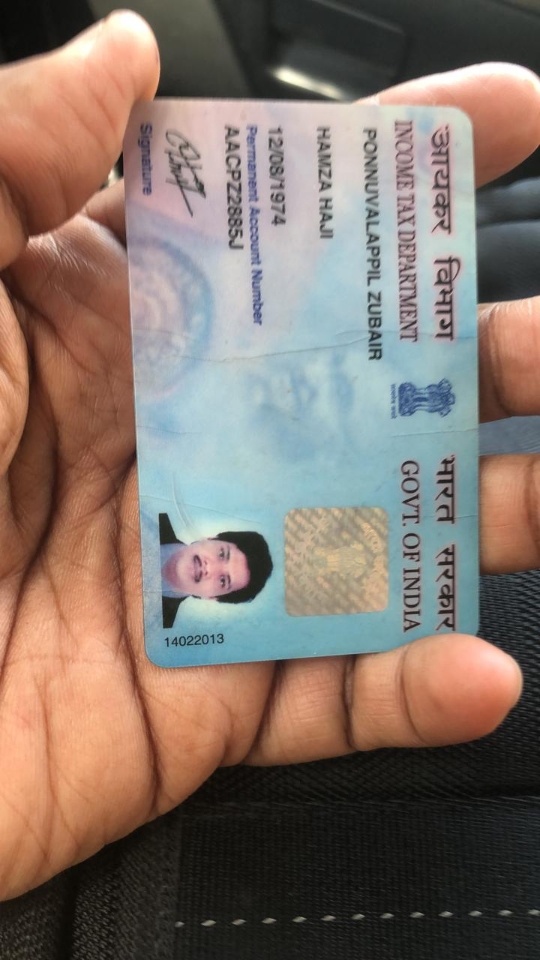 आयकर विभाग
INCOME TAX DEPARTMENT
भारत सरकार
GOVT. OF INDIA
PONNUVALAPPIL ZUBAIR
HAMZA HAJI
12/08/1974
Permanent Account Number
AACPZ2885J
Signature
14022013